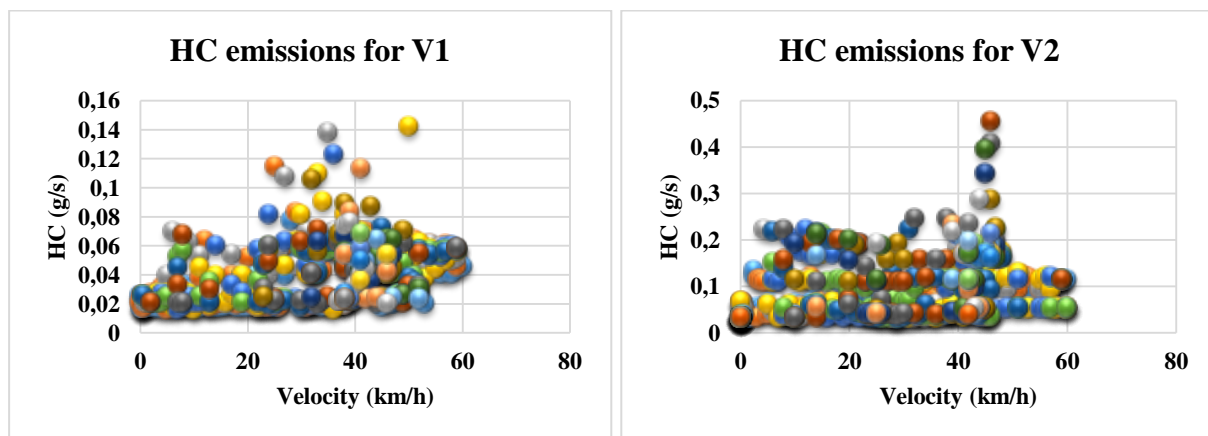 HC emissions for V1
0,16
0,14
0,12
0,1
0,08
0,06
0,04
0,02
0
HC (g/s)
0 20 40 60 80
Velocity (km/h)
HC emissions for V2
0,5
0,4
0,3
0,2
0,1
0
HC (g/s)
0 20 40 60 80
Velocity (km/h)